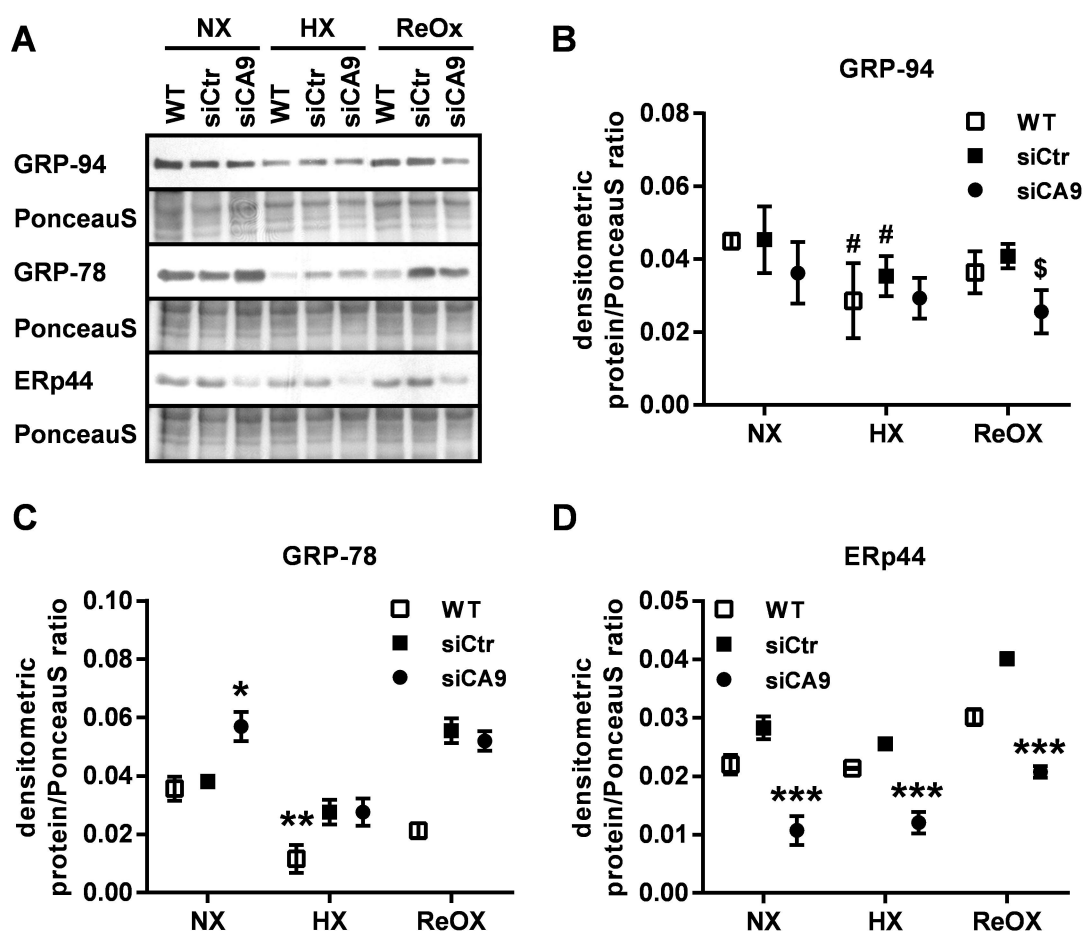 A
NX HX ReOx
WT siCtr siCA9 WT siCtr siCA9 WT siCtr siCA9
GRP-94
PonceauS
GRP-78
PonceauS
ERp44
PonceauS
B
GRP-94
densitometric
protein/PonceauS ratio
0.08
0.06
0.04
0.02
0.00
WT
siCtr
siCA9
# #
$
NX HX ReOX
C
GRP-78
densitometric
protein/PonceauS ratio
0.10
0.08
0.06
0.04
0.02
0.00
WT
siCtr
siCA9
*
**
NX HX ReOX
D
ERp44
densitometric
protein/PonceauS ratio
0.05
0.04
0.03
0.02
0.01
0.00
WT
siCtr
siCA9
*** *** ***
NX HX ReOX